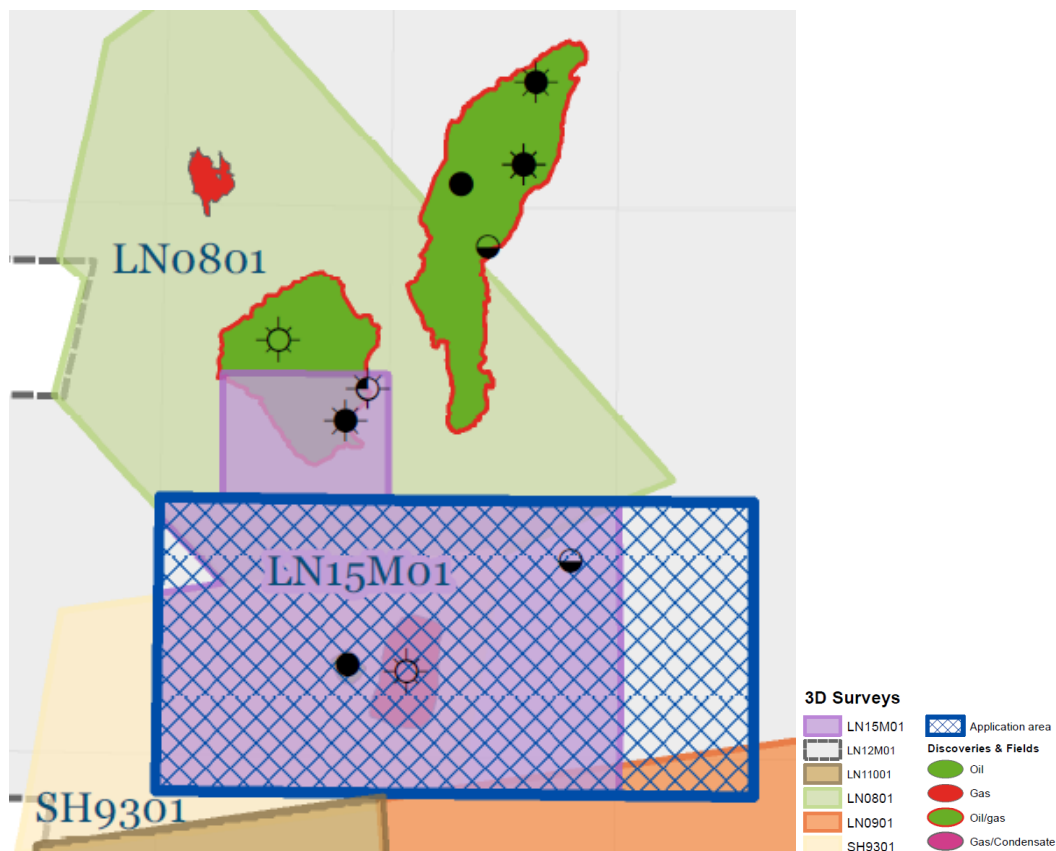 LN0801
LN15M01
SH9301
3D Surveys
LN15M01
LN12M01
LN11001
LN0801
LN0901
SH9301
Application area
Discoveries & Fields
Oil
Gas
Oil/gas
Gas/Condensate